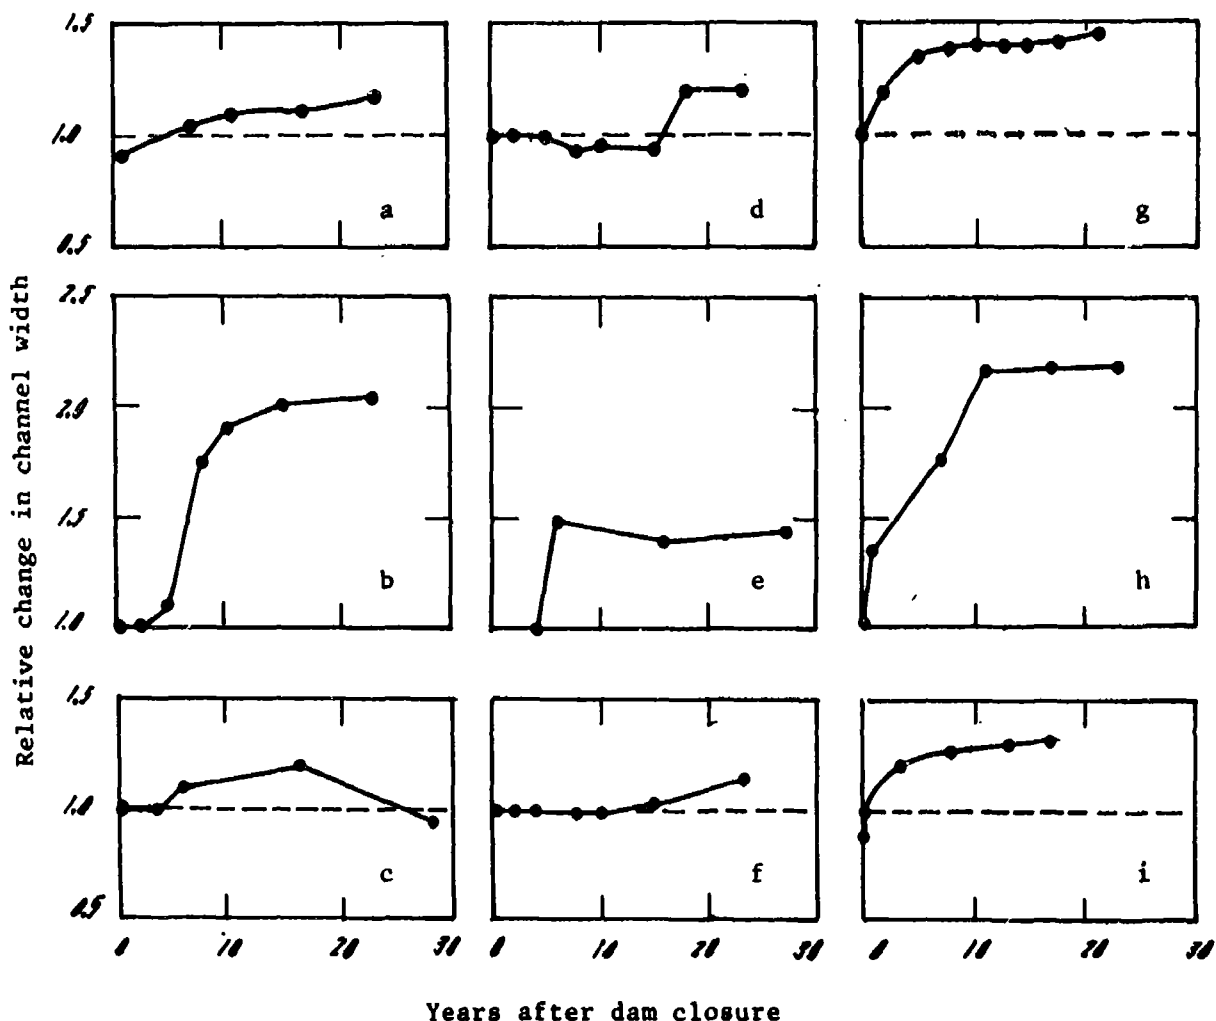 1.5
1.0
0.5
a
d
g
Relative change in channel width
2.5
2.0
1.5
1.0
b
e
h
1.5
1.0
0.5
c
f
i
0 10 20 30 0 10 20 30 0 10 20 30
Years after dam closure